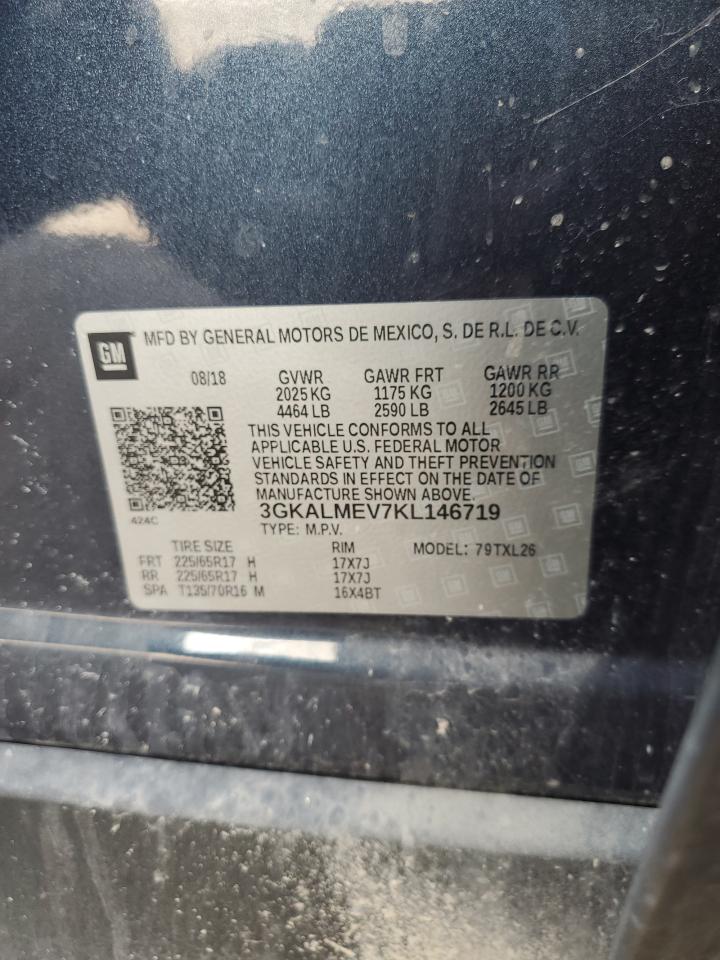 GM
MFD BY GENERAL MOTORS DE MEXICO, S. DE R.L. DE C.V.
08/18 GVWR GAWR FRT GAWR RR
2025 KG 1175 KG 1200 KG
4464 LB 2590 LB 2645 LB
THIS VEHICLE CONFORMS TO ALL
APPLICABLE U.S. FEDERAL MOTOR
VEHICLE SAFETY AND THEFT PREVENTION
STANDARDS IN EFFECT ON THE DATE OF
MANUFACTURE SHOWN ABOVE.
3GKALMEV7KL146719
424C
TYPE: M.P.V.
TIRE SIZE RIM MODEL: 79TXL26
FRT 225/65R17 H 17X7J
RR 225/65R17 H 17X7J
SPA T135/70R16 M 16X4BT